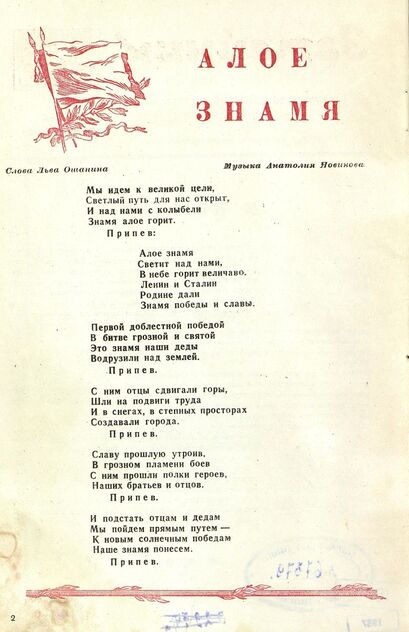 АЛОЕ
ЗНАМЯ
Слова Льва Ошанина
Музыка Анатолия Новикова
Мы идем к великой цели,
Светлый путь для нас открыт,
И над нами с колыбели
Знамя алое горит.
Припев:
Алое знамя
Светит над нами,
В небе горит величаво.
Ленин и Сталин
Родине дали
Знамя победы и славы.
Первой доблестной победой
В битве грозной и святой
Это знамя наши деды
Водрузили над землей.
Припев.
С ним отцы сдвигали горы,
Шли на подвиги труда
И в снегах, в степных просторах
Создавали города.
Припев.
Славу прошлую утроив,
В грозном пламени боев
С ним прошли полки героев,
Наших братьев и отцов.
Припев.
И подстать отцам и дедам
Мы пойдем прямым путем —
К новым солнечным победам
Наше знамя понесем.
Припев.
2